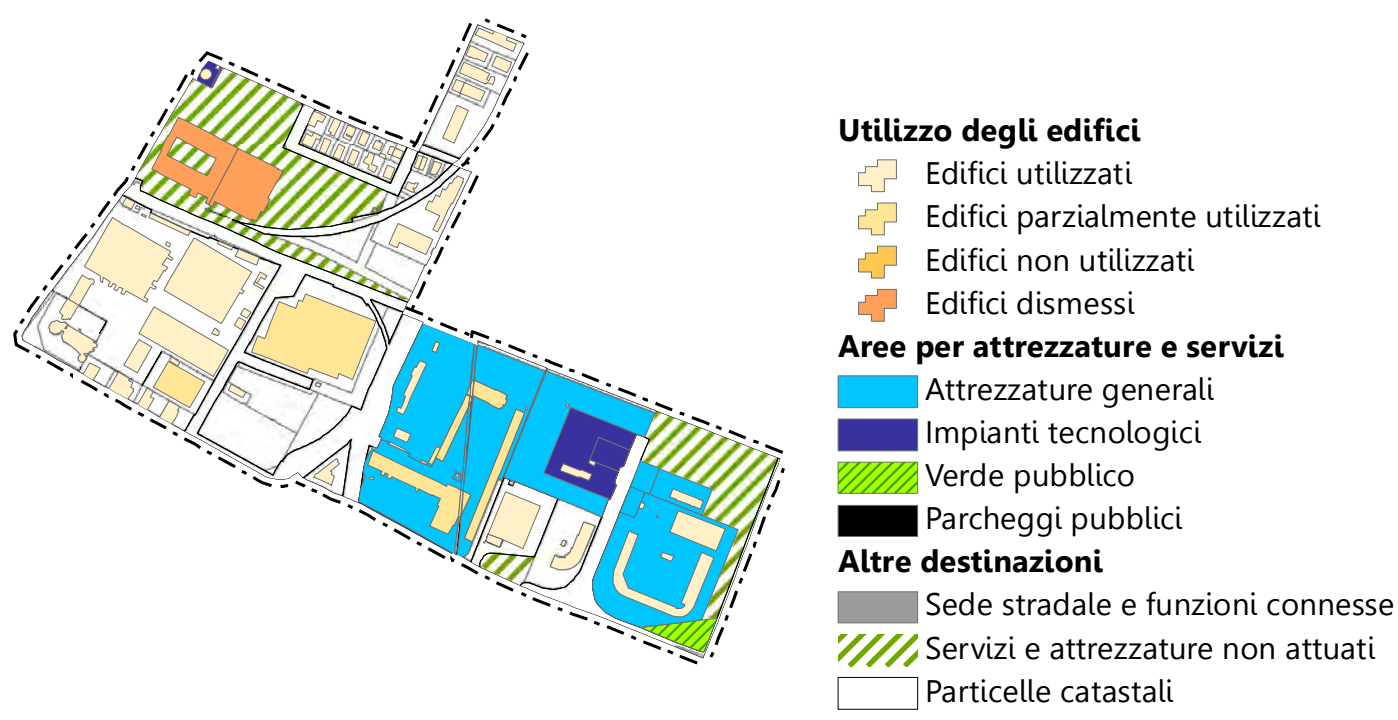 Utilizzo degli edifici
Edifici utilizzati
Edifici parzialmente utilizzati
Edifici non utilizzati
Edifici dismessi
Aree per attrezzature e servizi
Attrezzature generali
Impianti tecnologici
Verde pubblico
Parcheggi pubblici
Altre destinazioni
Sede stradale e funzioni connesse
Servizi e attrezzature non attuati
Particelle catastali